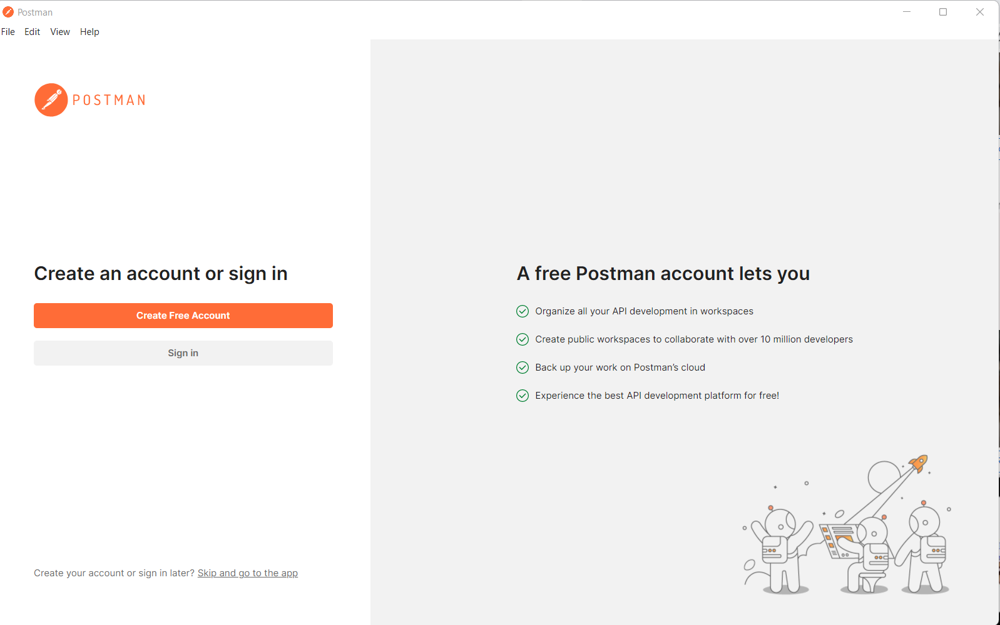 Postman
File Edit View Help
POSTMAN
Create an account or sign in
Create Free Account
Sign in
Create your account or sign in later? Skip and go to the app
A free Postman account lets you
Organize all your API development in workspaces
Create public workspaces to collaborate with over 10 million developers
Back up your work on Postman’s cloud
Experience the best API development platform for free!